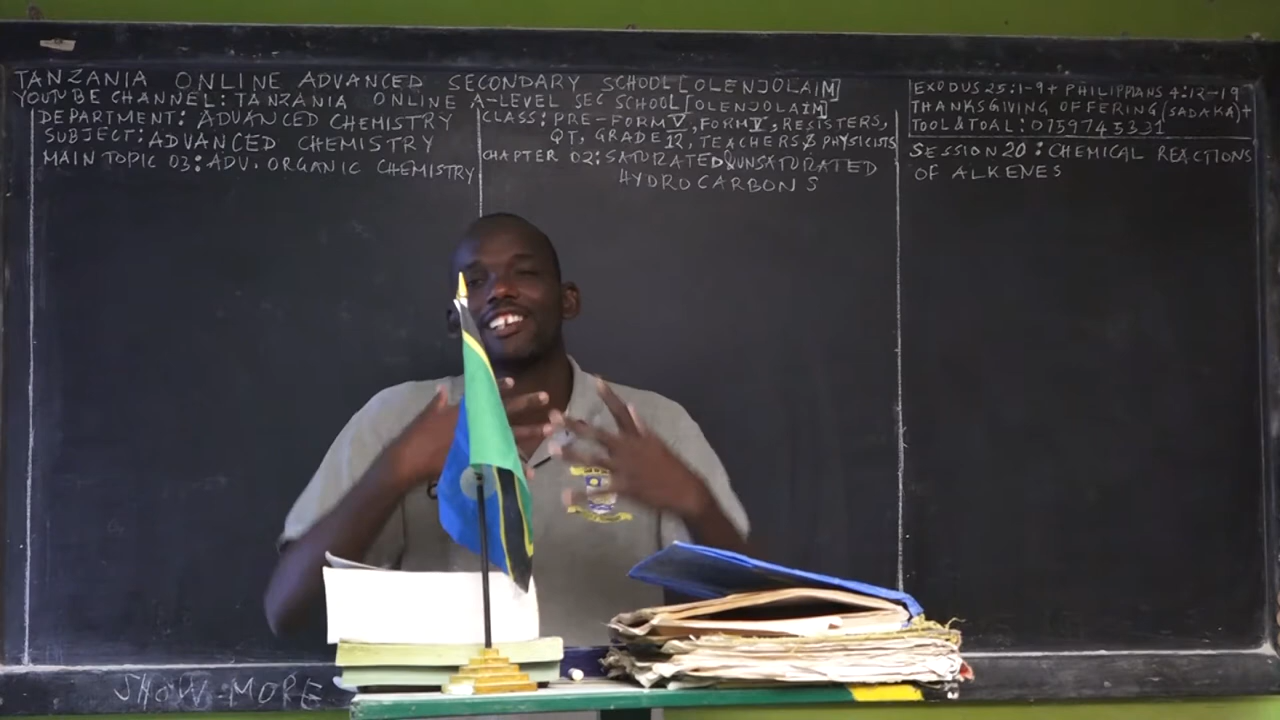 TANZANIA ONLINE ADVANCED SECONDARY SCHOOL [OLENJOLAIM]
YOUTUBE CHANNEL: TANZANIA ONLINE A-LEVEL SEC SCHOOL [OLENJOLAIM]
DEPARTMENT: ADVANCED CHEMISTRY
SUBJECT: ADVANCED CHEMISTRY
MAIN TOPIC 03: ADV. ORGANIC CHEMISTRY
CLASS: PRE-FORM V, FORM V, RESISTERS,
QT, GRADE 12, TEACHERS & PHYSICISTS
CHAPTER 02: SATURATED & UNSATURATED
HYDROCARBONS
EXODUS 25:1-9 + PHILIPPIANS 4:12-19
THANKSGIVING OFFERING (SADAKA) +
TOOL & TOAL: 0759745331
SESSION 20: CHEMICAL REACTIONS
OF ALKENES
SHOW MORE